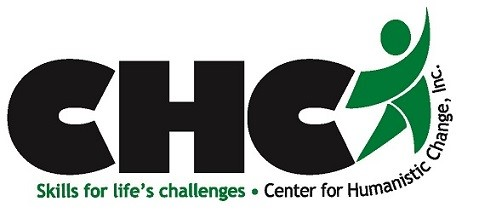 CHC
Skills for life's challenges • Center for Humanistic Change, Inc.